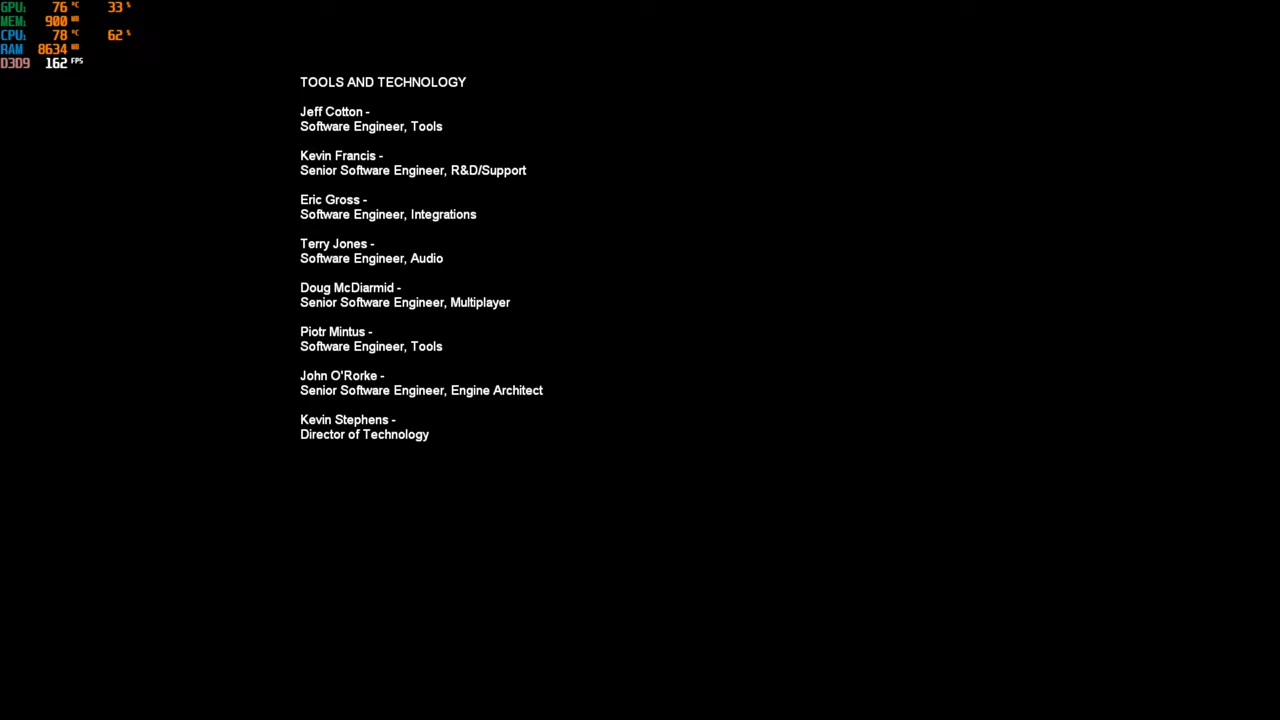 GPU: 76 °C 33 %
MEM: 900 MB
CPU: 78 °C 62 %
RAM 8634 MB
D3D9 162 FPS
TOOLS AND TECHNOLOGY
Jeff Cotton -
Software Engineer, Tools
Kevin Francis -
Senior Software Engineer, R&D/Support
Eric Gross -
Software Engineer, Integrations
Terry Jones -
Software Engineer, Audio
Doug McDiarmid -
Senior Software Engineer, Multiplayer
Piotr Mintus -
Software Engineer, Tools
John O'Rorke -
Senior Software Engineer, Engine Architect
Kevin Stephens -
Director of Technology